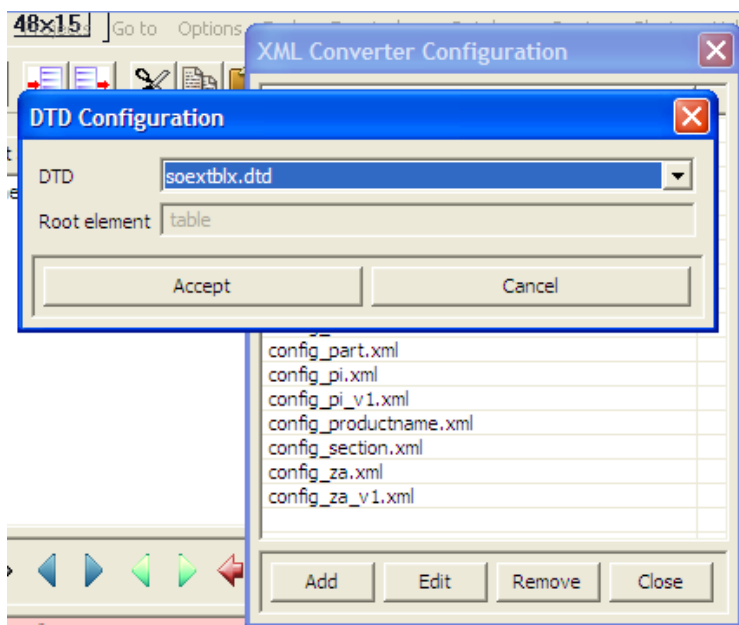 48x15
Go to Options
XML Converter Configuration
DTD Configuration
DTD soextblx.dtd
Root element table
Accept Cancel
config_part.xml
config_pi.xml
config_pi_v1.xml
config_productname.xml
config_section.xml
config_za.xml
config_za_v1.xml
Add Edit Remove Close